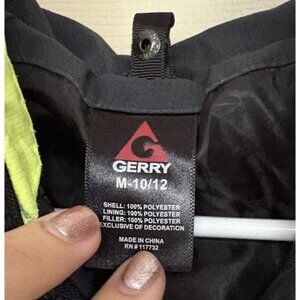 GERRY
M-10/12
SHELL: 100% POLYESTER
LINING: 100% POLYESTER
FILLER: 100% POLYESTER
EXCLUSIVE OF DECORATION
MADE IN CHINA
RN # 117732